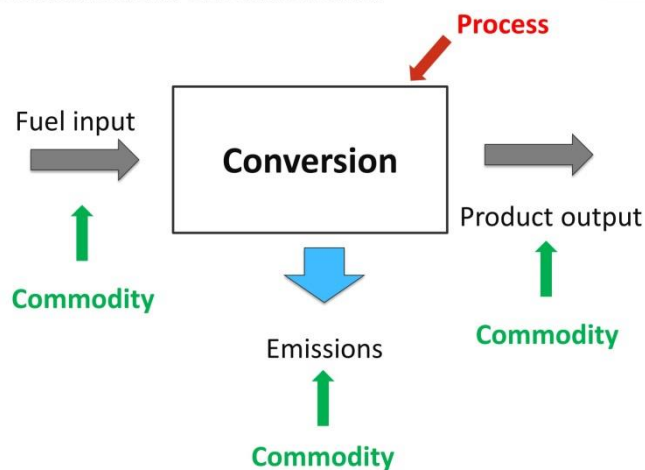 Process
Fuel input
Conversion
Product output
Commodity
Commodity
Emissions
Commodity